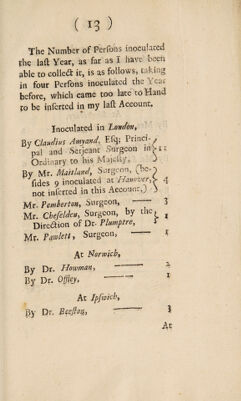 ( 13 )
The Number of Perſons inoculated
the laſt Year, as far as I have been
able to collect it, is as follows, taking
in four Perſons inoculated the Year
before, which came too late to Hand
to be inſerted in my laſt Account.
Inoculated in London,
By Claudius Amyand, Eſq; Princi-
pal and Serjeant Surgeon in
Ordinary to his Majeſty,
By Mr. Maitland, Surgeon, (be-
ſides 9 inoculated at Hanover, 4
not inſerted in this Account,)
Mr. Pemberton, Surgeon, —— 3
Mr. Cheſelden, Surgeon, by the 1
Direction of Dr. Plumptre,
Mr. Pawlett, Surgeon, —— 1
At Norwich,
By Dr. Howman, ——
By Dr. Offley, —— 1
At Ipſwich,
By Dr. Beeſton, —— 3
At